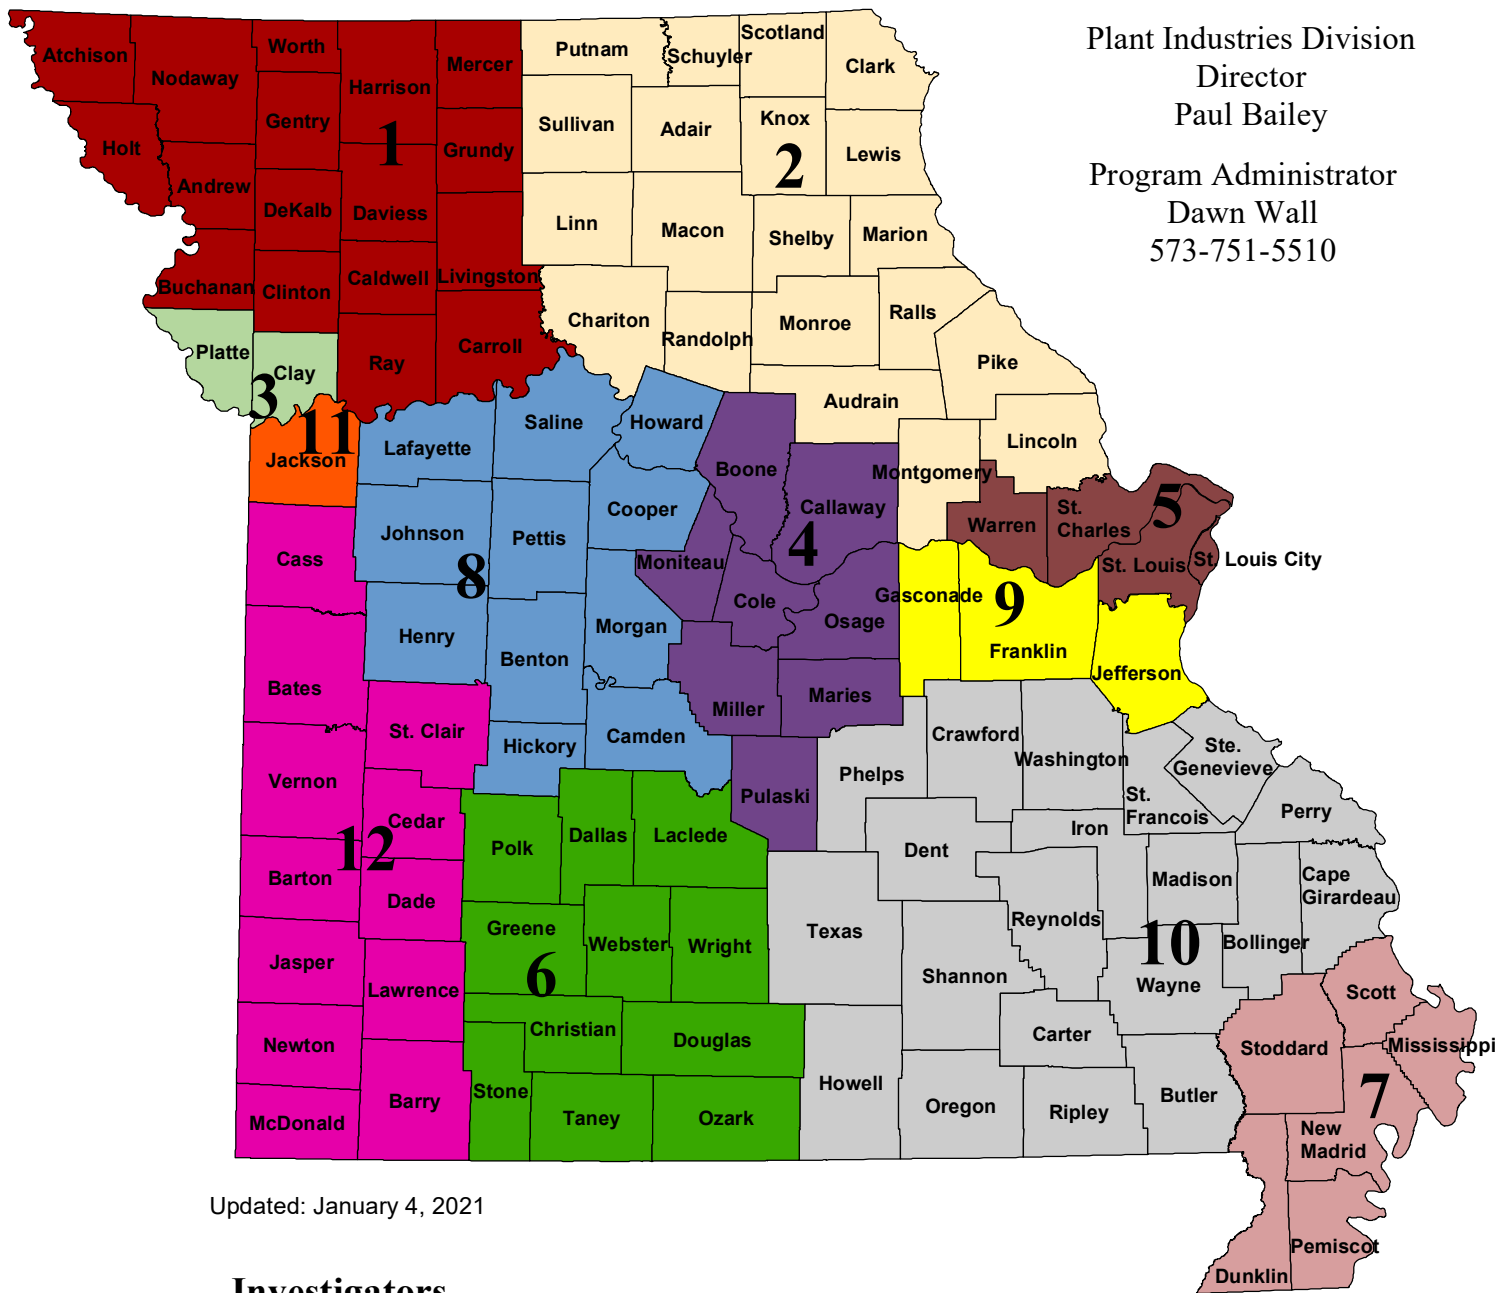 Plant Industries Division
Director
Paul Bailey
Program Administrator
Dawn Wall
573-751-5510
Atchison
Nodaway
Worth
Harrison
Mercer
Putnam
Schuyler
Scotland
Clark
Holt
Gentry
1
Grundy
Sullivan
Adair
Knox
2
Lewis
Andrew
DeKalb
Daviess
Linn
Macon
Shelby
Marion
Buchanan
Clinton
Caldwell
Livingston
Chariton
Randolph
Monroe
Ralls
Pike
Platte
Clay
3
Ray
Carroll
Audrain
11
Jackson
Lafayette
Saline
Howard
Boone
Callaway
4
Montgomery
Lincoln
Warren
St.
Charles
5
St. Louis
St. Louis City
Cass
Johnson
8
Pettis
Cooper
Moniteau
Cole
Osage
Gasconade
9
Franklin
Jefferson
Henry
Benton
Morgan
Miller
Maries
Bates
St. Clair
Hickory
Camden
Pulaski
Phelps
Crawford
Washington
Ste.
Genevieve
St.
Francois
Perry
Vernon
Cedar
12
Polk
Dallas
Laclede
Dent
Iron
Madison
Cape
Girardeau
Barton
Dade
Greene
6
Webster
Wright
Texas
Shannon
Reynolds
10
Wayne
Bollinger
Jasper
Lawrence
Christian
Douglas
Carter
Scott
Stoddard
Mississippi
7
Newton
McDonald
Barry
Stone
Taney
Ozark
Howell
Oregon
Ripley
Butler
New
Madrid
Pemiscot
Dunklin
Updated: January 4, 2021
Investigators